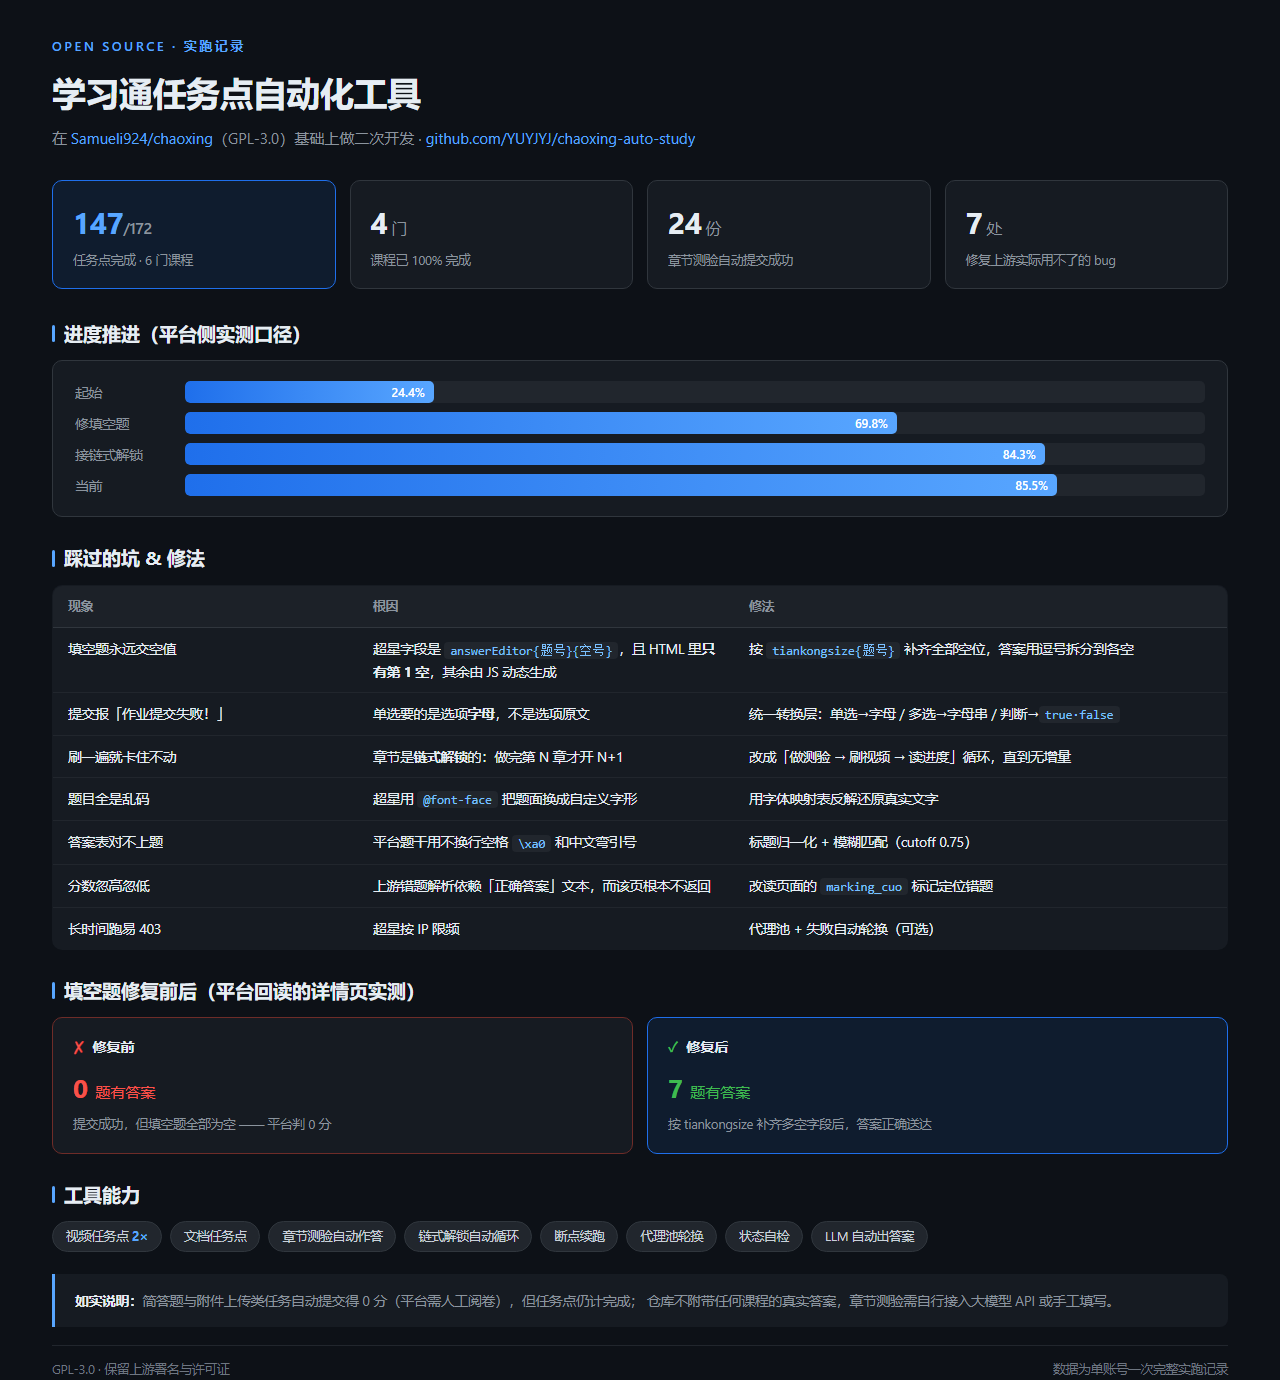 OPEN SOURCE · 实跑记录
学习通任务点自动化工具
在 Samueli924/chaoxing（GPL-3.0）基础上做二次开发 · github.com/YUYJYJ/chaoxing-auto-study
147/172
任务点完成 · 6 门课程
4 门
课程已 100% 完成
24 份
章节测验自动提交成功
7 处
修复上游实际用不了的 bug
进度推进（平台侧实测口径）
起始 24.4%
修填空题 69.8%
接链式解锁 84.3%
当前 85.5%
踩过的坑 & 修法
现象 根因 修法
填空题永远交空值 超星字段是 answerEditor{题号}{空号}，且 HTML 里只有第 1 空，其余由 JS 动态生成 按 tiankongsize{题号} 补齐全部空位，答案用逗号拆分到各空
提交报「作业提交失败！」 单选要的是选项字母，不是选项原文 统一转换层：单选→字母 / 多选→字母串 / 判断→ true·false
刷一遍就卡住不动 章节是链式解锁的：做完第 N 章才开 N+1 改成「做测验 → 刷视频 → 读进度」循环，直到无增量
题目全是乱码 超星用 @font-face 把题面换成自定义字形 用字体映射表反解还原真实文字
答案表对不上题 平台题干用不换行空格 \xa0 和中文弯引号 标题归一化 + 模糊匹配（cutoff 0.75）
分数忽高忽低 上游错题解析依赖「正确答案」文本，而该页根本不返回 改读页面的 marking_cuo 标记定位错题
长时间跑易 403 超星按 IP 限频 代理池 + 失败自动轮换（可选）
填空题修复前后（平台回读的详情页实测）
✗ 修复前
0 题有答案
提交成功，但填空题全部为空 —— 平台判 0 分
✓ 修复后
7 题有答案
按 tiankongsize 补齐多空字段后，答案正确送达
工具能力
视频任务点 2× 文档任务点 章节测验自动作答 链式解锁自动循环 断点续跑 代理池轮换 状态自检 LLM 自动出答案
如实说明：简答题与附件上传类任务自动提交得 0 分（平台需人工阅卷），但任务点仍计完成； 仓库不附带任何课程的真实答案，章节测验需自行接入大模型 API 或手工填写。
GPL-3.0 · 保留上游署名与许可证 数据为单账号一次完整实跑记录